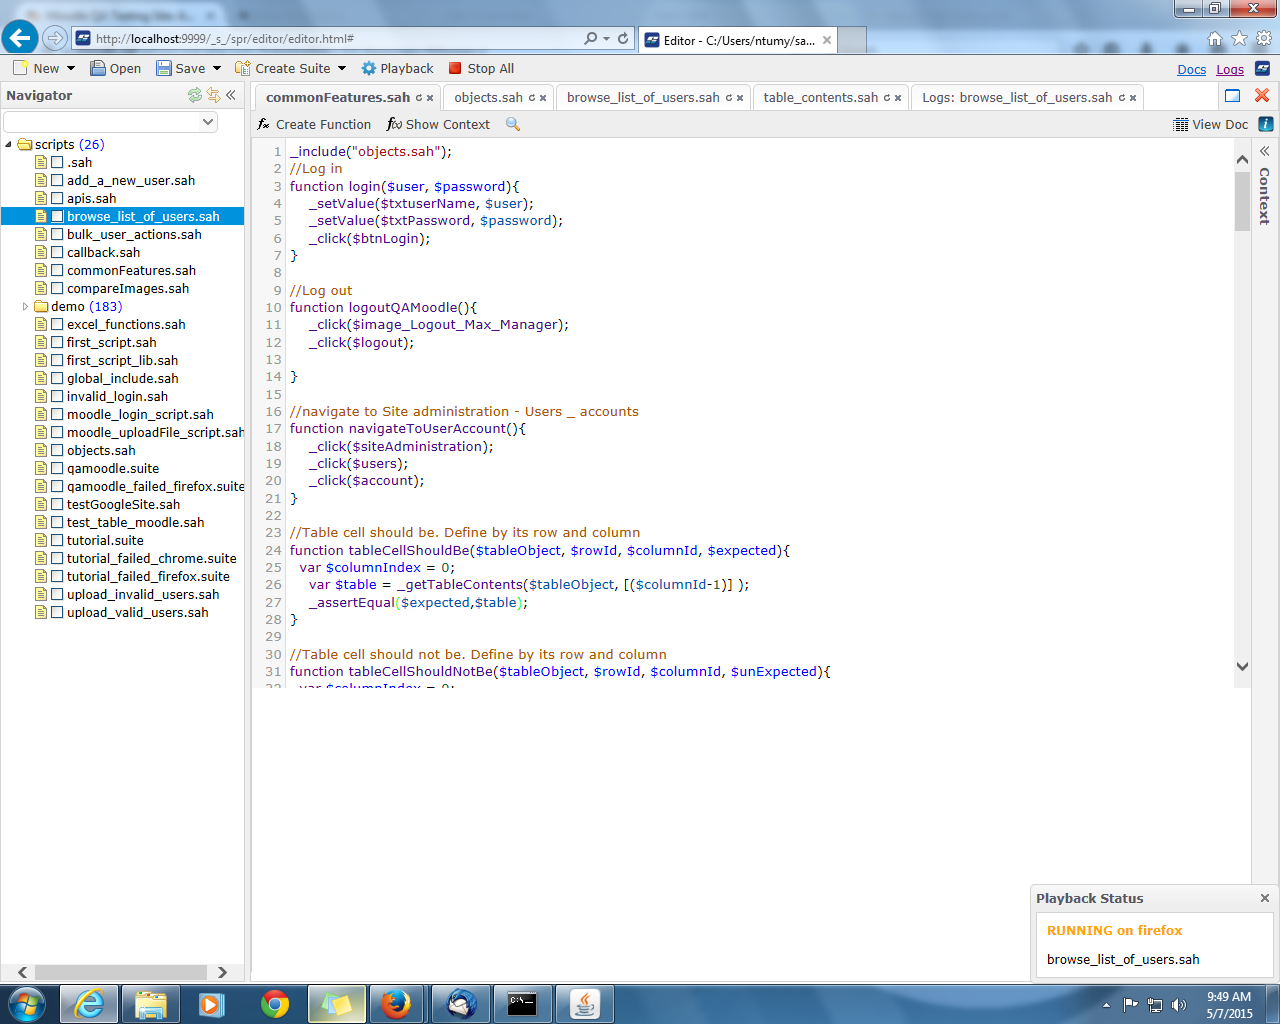 http://localhost:9999/_s_/spr/editor/editor.html#
Editor - C:/Users/ntumy/sa...
New
Open
Save
Create Suite
Playback
Stop All
Docs
Logs
Navigator
commonFeatures.sah
objects.sah
browse_list_of_users.sah
table_contents.sah
Logs: browse_list_of_users.sah
Create Function
Show Context
View Doc
Context
scripts (26)
.sah
add_a_new_user.sah
apis.sah
browse_list_of_users.sah
bulk_user_actions.sah
callback.sah
commonFeatures.sah
compareImages.sah
demo (183)
excel_functions.sah
first_script.sah
first_script_lib.sah
global_include.sah
invalid_login.sah
moodle_login_script.sah
moodle_uploadFile_script.sah
objects.sah
qamoodle.suite
qamoodle_failed_firefox.suite
testGoogleSite.sah
test_table_moodle.sah
tutorial.suite
tutorial_failed_chrome.suite
tutorial_failed_firefox.suite
upload_invalid_users.sah
upload_valid_users.sah
1 _include("objects.sah");
2 //Log in
3 function login($user, $password){
4 _setValue($txtuserName, $user);
5 _setValue($txtPassword, $password);
6 _click($btnLogin);
7 }
8
9 //Log out
10 function logoutQAMoodle(){
11 _click($image_Logout_Max_Manager);
12 _click($logout);
13
14 }
15
16 //navigate to Site administration - Users _ accounts
17 function navigateToUserAccount(){
18 _click($siteAdministration);
19 _click($users);
20 _click($account);
21 }
22
23 //Table cell should be. Define by its row and column
24 function tableCellShouldBe($tableObject, $rowId, $columnId, $expected){
25 var $columnIndex = 0;
26 var $table = _getTableContents($tableObject, [($columnId-1)] );
27 _assertEqual($expected,$table);
28 }
29
30 //Table cell should not be. Define by its row and column
31 function tableCellShouldNotBe($tableObject, $rowId, $columnId, $unExpected){
32 var $columnIndex = 0;
Playback Status
RUNNING on firefox
browse_list_of_users.sah
9:49 AM
5/7/2015